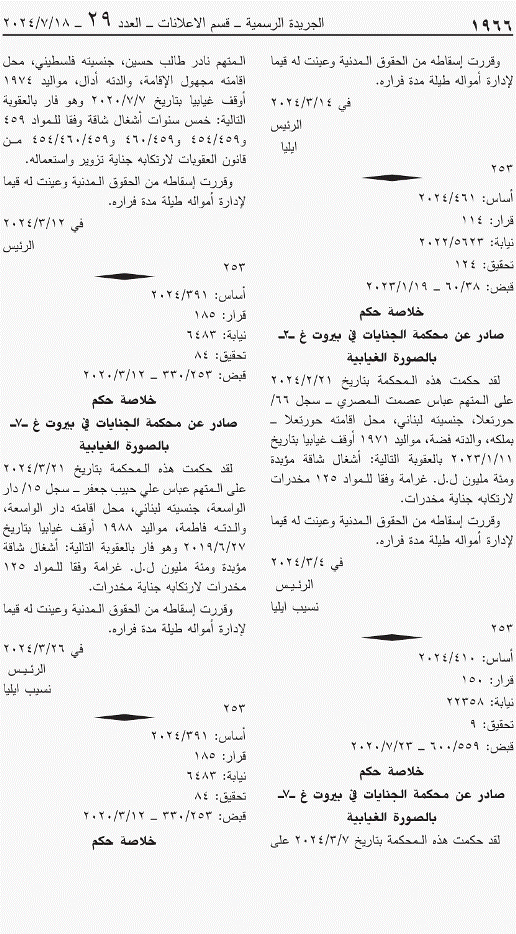 ١٩٦٦
الجريدة الرسمية ــ قسم الاعلانات ــ العدد ٢٩ ــ ٢٠٢٤/٧/١٨
وقررت إسقاطه من الحقوق المدنية وعينت له قيما
لإدارة أمواله طيلة مدة فراره.
في ٢٠٢٤/٣/١٤
الرئيس
ايليا
٢٥٣
أساس: ٢٠٢٤/٤٦١
قرار: ١١٤
نيابة: ٢٠٢٢/٥٦٢٣
تحقيق: ١٢٤
قبض: ٦٠/٣٨ ــ ٢٠٢٣/١/١٩
خلاصة حكم
صادر عن محكمة الجنايات في بيروت غ ــ٢ــ
بالصورة الغيابية
لقد حكمت هذه المحكمة بتاريخ ٢٠٢٤/٢/٢١
على المتهم عباس عصمت المصري ــ سجل ٦٦/
حورتعلا، جنسيته لبناني، محل اقامته حورتعلا ــ
بملكه، والدته فضة، مواليد ١٩٧١ أوقف غيابيا بتاريخ
٢٠٢٣/١/١١ بالعقوبة التالية: أشغال شاقة مؤبدة
ومئة مليون ل.ل. غرامة وفقا للمواد ١٢٥ مخدرات
لارتكابه جناية مخدرات.
وقررت إسقاطه من الحقوق المدنية وعينت له قيما
لإدارة أمواله طيلة مدة فراره.
في ٢٠٢٤/٣/٤
الرئيس
نسيب ايليا
٢٥٣
أساس: ٢٠٢٤/٤١٠
قرار: ١٥٠
نيابة: ٢٢٣٥٨
تحقيق: ٩
قبض: ٦٠٠/٥٥٩ ــ ٢٠٢٠/٧/٢٣
خلاصة حكم
صادر عن محكمة الجنايات في بيروت غ ــ٧ــ
بالصورة الغيابية
لقد حكمت هذه المحكمة بتاريخ ٢٠٢٤/٣/٧ على
المتهم نادر طالب حسين، جنسيته فلسطيني، محل
اقامته مجهول الإقامة، والدته أدال، مواليد ١٩٧٤
أوقف غيابيا بتاريخ ٢٠٢٠/٧/٧ وهو فار بالعقوبة
التالية: خمس سنوات أشغال شاقة وفقا للمواد ٤٥٩
و٤٥٤/٤٥٩ و٤٦٠/٤٥٩ و٤٥٤/٤٦٠/٤٥٩ من
قانون العقوبات لارتكابه جناية تزوير واستعماله.
وقررت إسقاطه من الحقوق المدنية وعينت له قيما
لإدارة أمواله طيلة مدة فراره.
في ٢٠٢٤/٣/١٢
الرئيس
٢٥٣
أساس: ٢٠٢٤/٣٩١
قرار: ١٨٥
نيابة: ٦٤٨٣
تحقيق: ٨٤
قبض: ٣٣٠/٢٥٣ ــ ٢٠٢٠/٣/١٢
خلاصة حكم
صادر عن محكمة الجنايات في بيروت غ ــ٧ــ
بالصورة الغيابية
لقد حكمت هذه المحكمة بتاريخ ٢٠٢٤/٣/٢١
على المتهم عباس علي حبيب جعفر ــ سجل ١٥/ دار
الواسعة، جنسيته لبناني، محل اقامته دار الواسعة،
والدته فاطمة، مواليد ١٩٨٨ أوقف غيابيا بتاريخ
٢٠١٩/٦/٢٧ وهو فار بالعقوبة التالية: أشغال شاقة
مؤبدة ومئة مليون ل.ل. غرامة وفقا للمواد ١٢٥
مخدرات لارتكابه جناية مخدرات.
وقررت إسقاطه من الحقوق المدنية وعينت له قيما
لإدارة أمواله طيلة مدة فراره.
في ٢٠٢٤/٣/٢٦
الرئيس
نسيب ايليا
٢٥٣
أساس: ٢٠٢٤/٣٩١
قرار: ١٨٥
نيابة: ٦٤٨٣
تحقيق: ٨٤
قبض: ٣٣٠/٢٥٣ ــ ٢٠٢٠/٣/١٢
خلاصة حكم